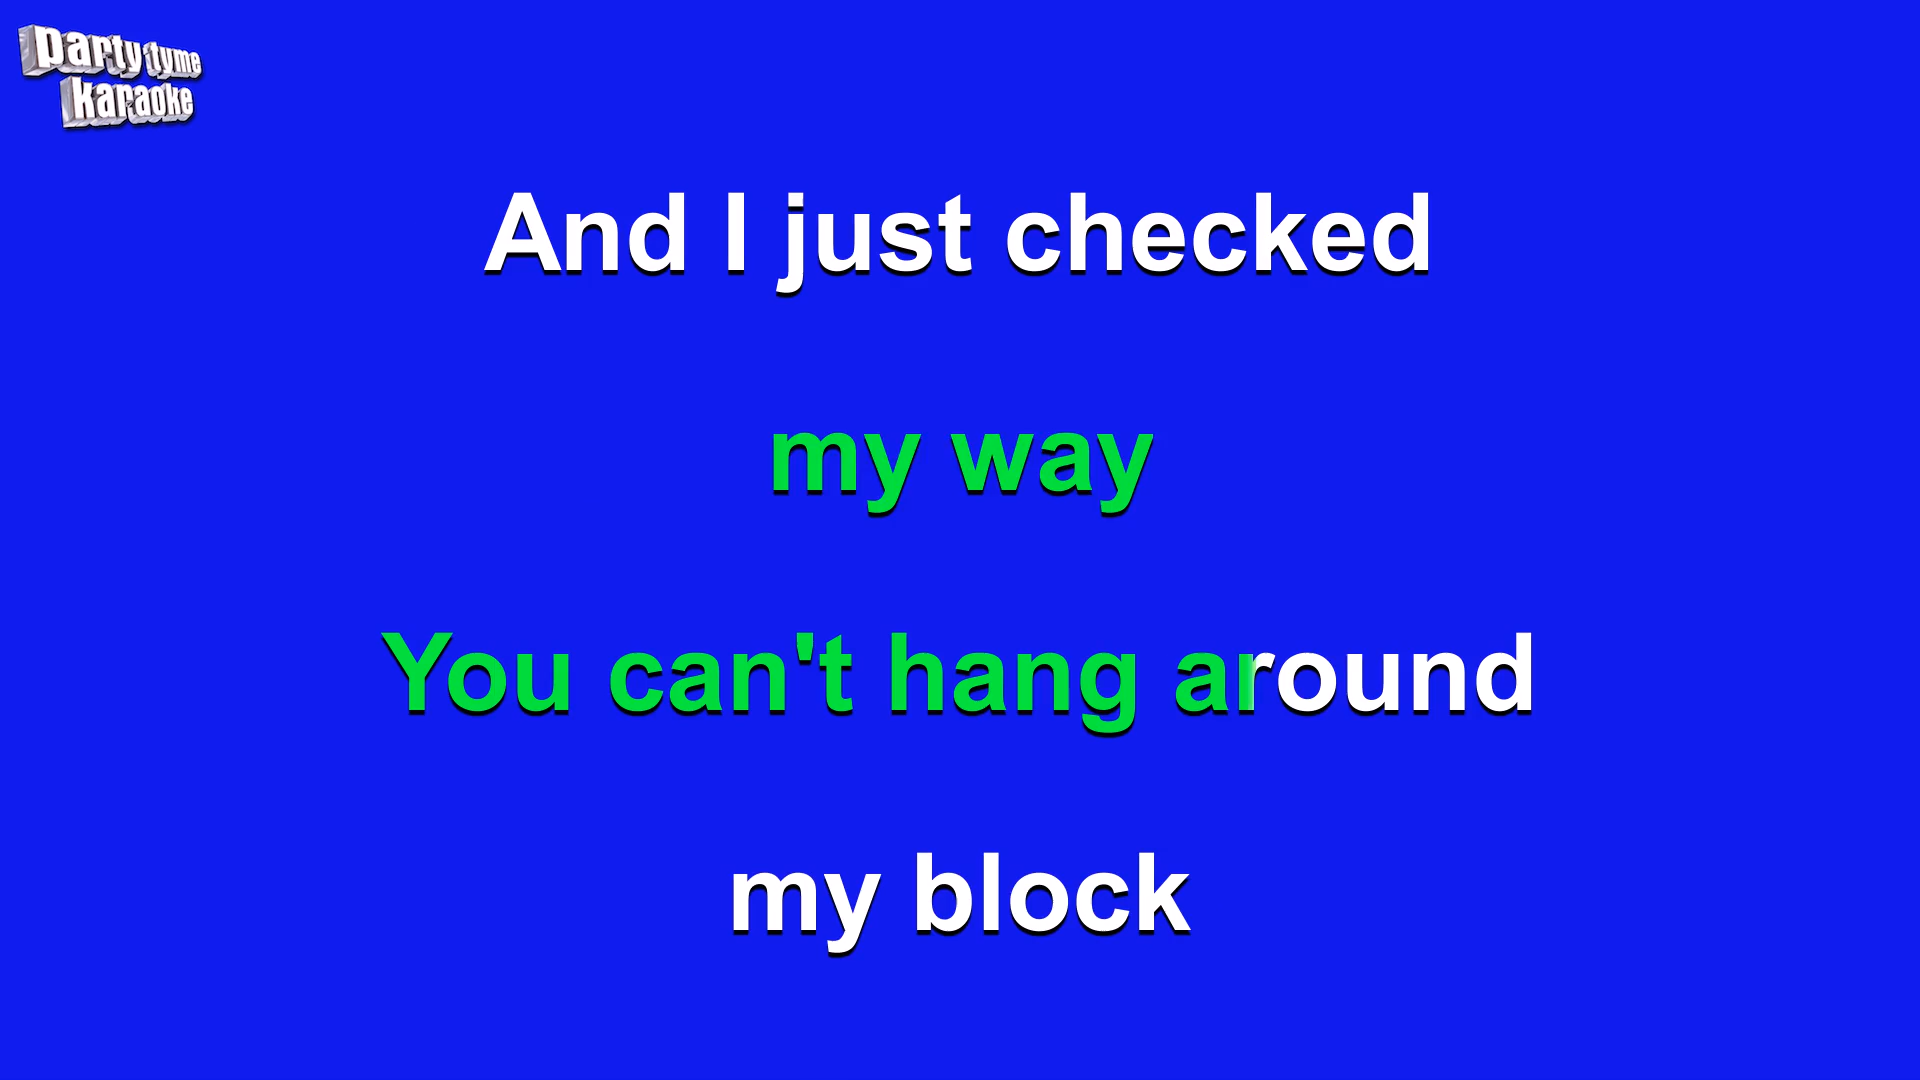 party tyme
karaoke
And I just checked
my way
You can't hang around
my block